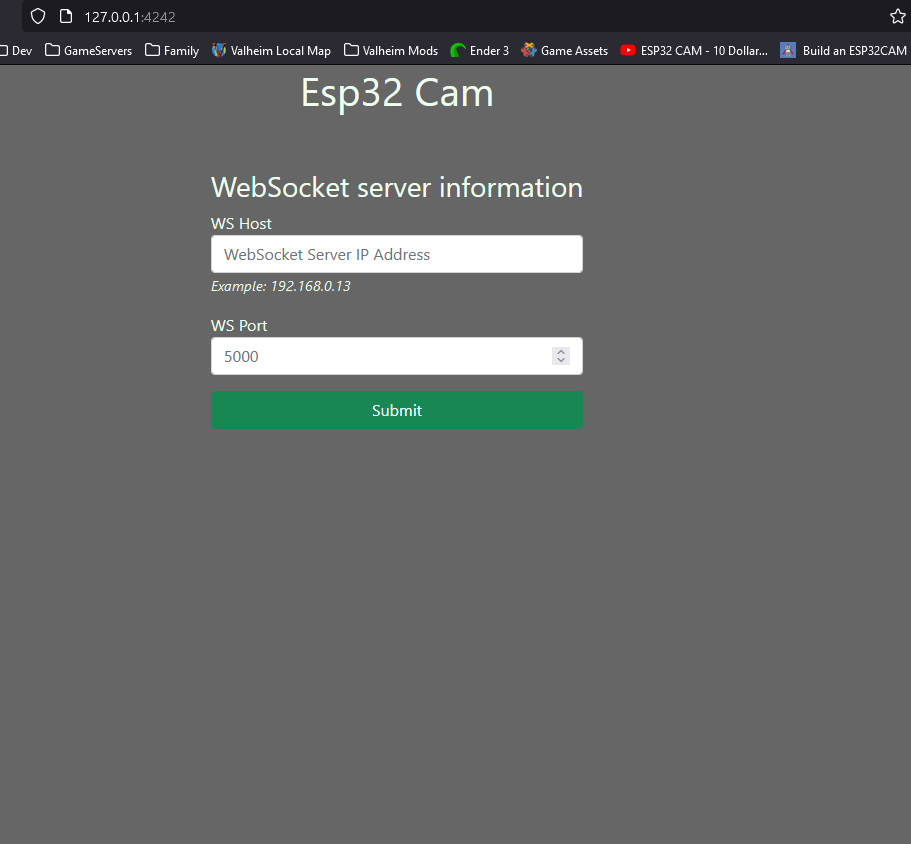 127.0.0.1:4242
Dev GameServers Family Valheim Local Map Valheim Mods Ender 3 Game Assets ESP32 CAM - 10 Dollar... Build an ESP32CAM
Esp32 Cam
WebSocket server information
WS Host
WebSocket Server IP Address
Example: 192.168.0.13
WS Port
5000
Submit